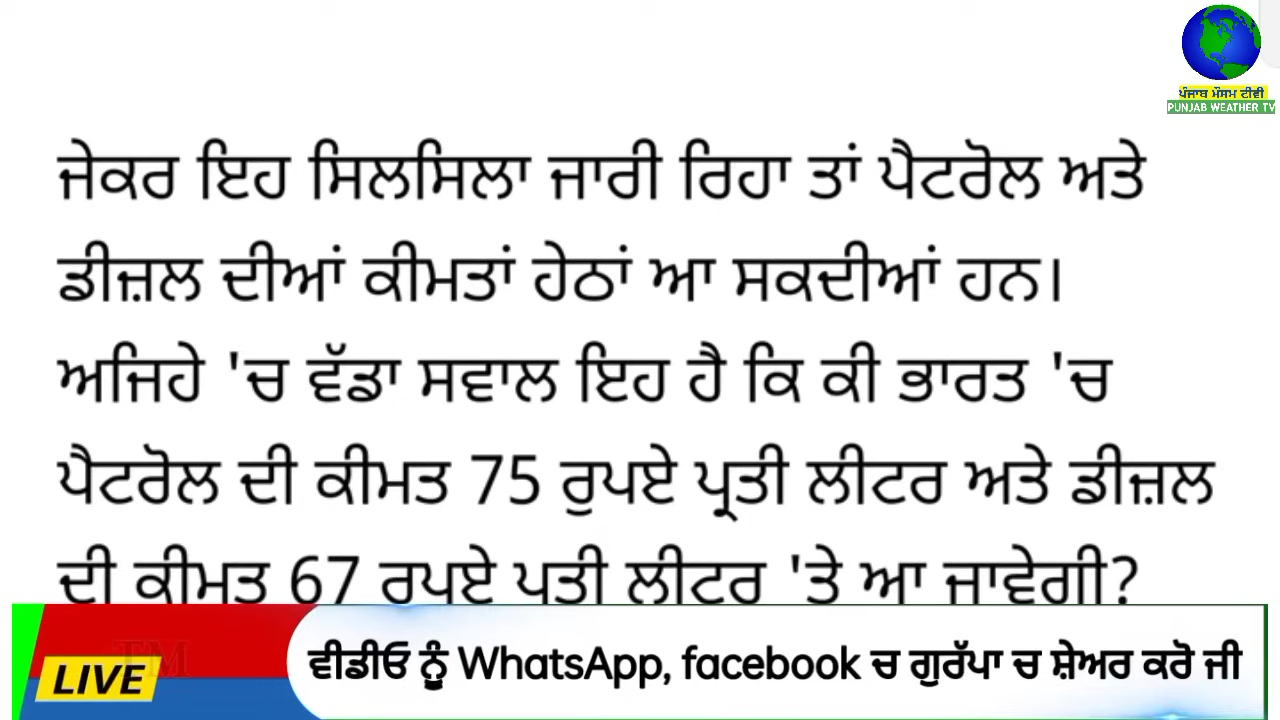 ਪੰਜਾਬ ਮੌਸਮ ਟੀਵੀ
PUNJAB WEATHER TV
ਜੇਕਰ ਇਹ ਸਿਲਸਿਲਾ ਜਾਰੀ ਰਿਹਾ ਤਾਂ ਪੈਟਰੋਲ ਅਤੇ
ਡੀਜ਼ਲ ਦੀਆਂ ਕੀਮਤਾਂ ਹੇਠਾਂ ਆ ਸਕਦੀਆਂ ਹਨ।
ਅਜਿਹੇ 'ਚ ਵੱਡਾ ਸਵਾਲ ਇਹ ਹੈ ਕਿ ਕੀ ਭਾਰਤ 'ਚ
ਪੈਟਰੋਲ ਦੀ ਕੀਮਤ 75 ਰੁਪਏ ਪ੍ਰਤੀ ਲੀਟਰ ਅਤੇ ਡੀਜ਼ਲ
ਦੀ ਕੀਮਤ 67 ਰੁਪਏ ਪ੍ਰਤੀ ਲੀਟਰ 'ਤੇ ਆ ਜਾਵੇਗੀ?
TM
LIVE
ਵੀਡੀਓ ਨੂੰ WhatsApp, facebook ਚ ਗੁਰੱਪਾ ਚ ਸ਼ੇਅਰ ਕਰੋ ਜੀ